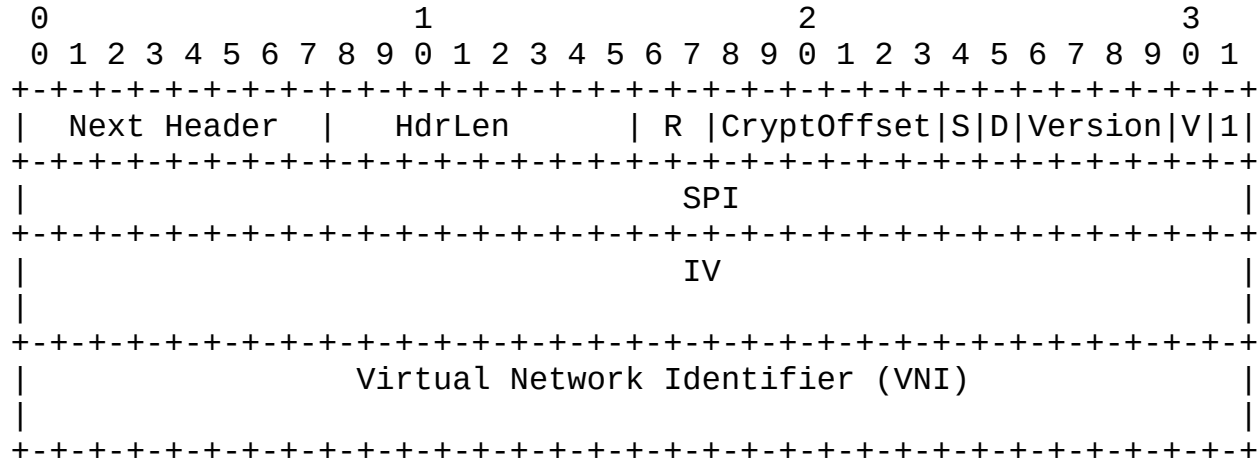 0                   1                   2                   3
 0 1 2 3 4 5 6 7 8 9 0 1 2 3 4 5 6 7 8 9 0 1 2 3 4 5 6 7 8 9 0 1
+-+-+-+-+-+-+-+-+-+-+-+-+-+-+-+-+-+-+-+-+-+-+-+-+-+-+-+-+-+-+-+-+
|  Next Header  |   HdrLen      | R |CryptOffset|S|D|Version|V|1|
+-+-+-+-+-+-+-+-+-+-+-+-+-+-+-+-+-+-+-+-+-+-+-+-+-+-+-+-+-+-+-+-+
|                                  SPI                          |
+-+-+-+-+-+-+-+-+-+-+-+-+-+-+-+-+-+-+-+-+-+-+-+-+-+-+-+-+-+-+-+-+
|                                  IV                           |
|                                                               |
+-+-+-+-+-+-+-+-+-+-+-+-+-+-+-+-+-+-+-+-+-+-+-+-+-+-+-+-+-+-+-+-+
|                 Virtual Network Identifier (VNI)              |
|                                                               |
+-+-+-+-+-+-+-+-+-+-+-+-+-+-+-+-+-+-+-+-+-+-+-+-+-+-+-+-+-+-+-+-+